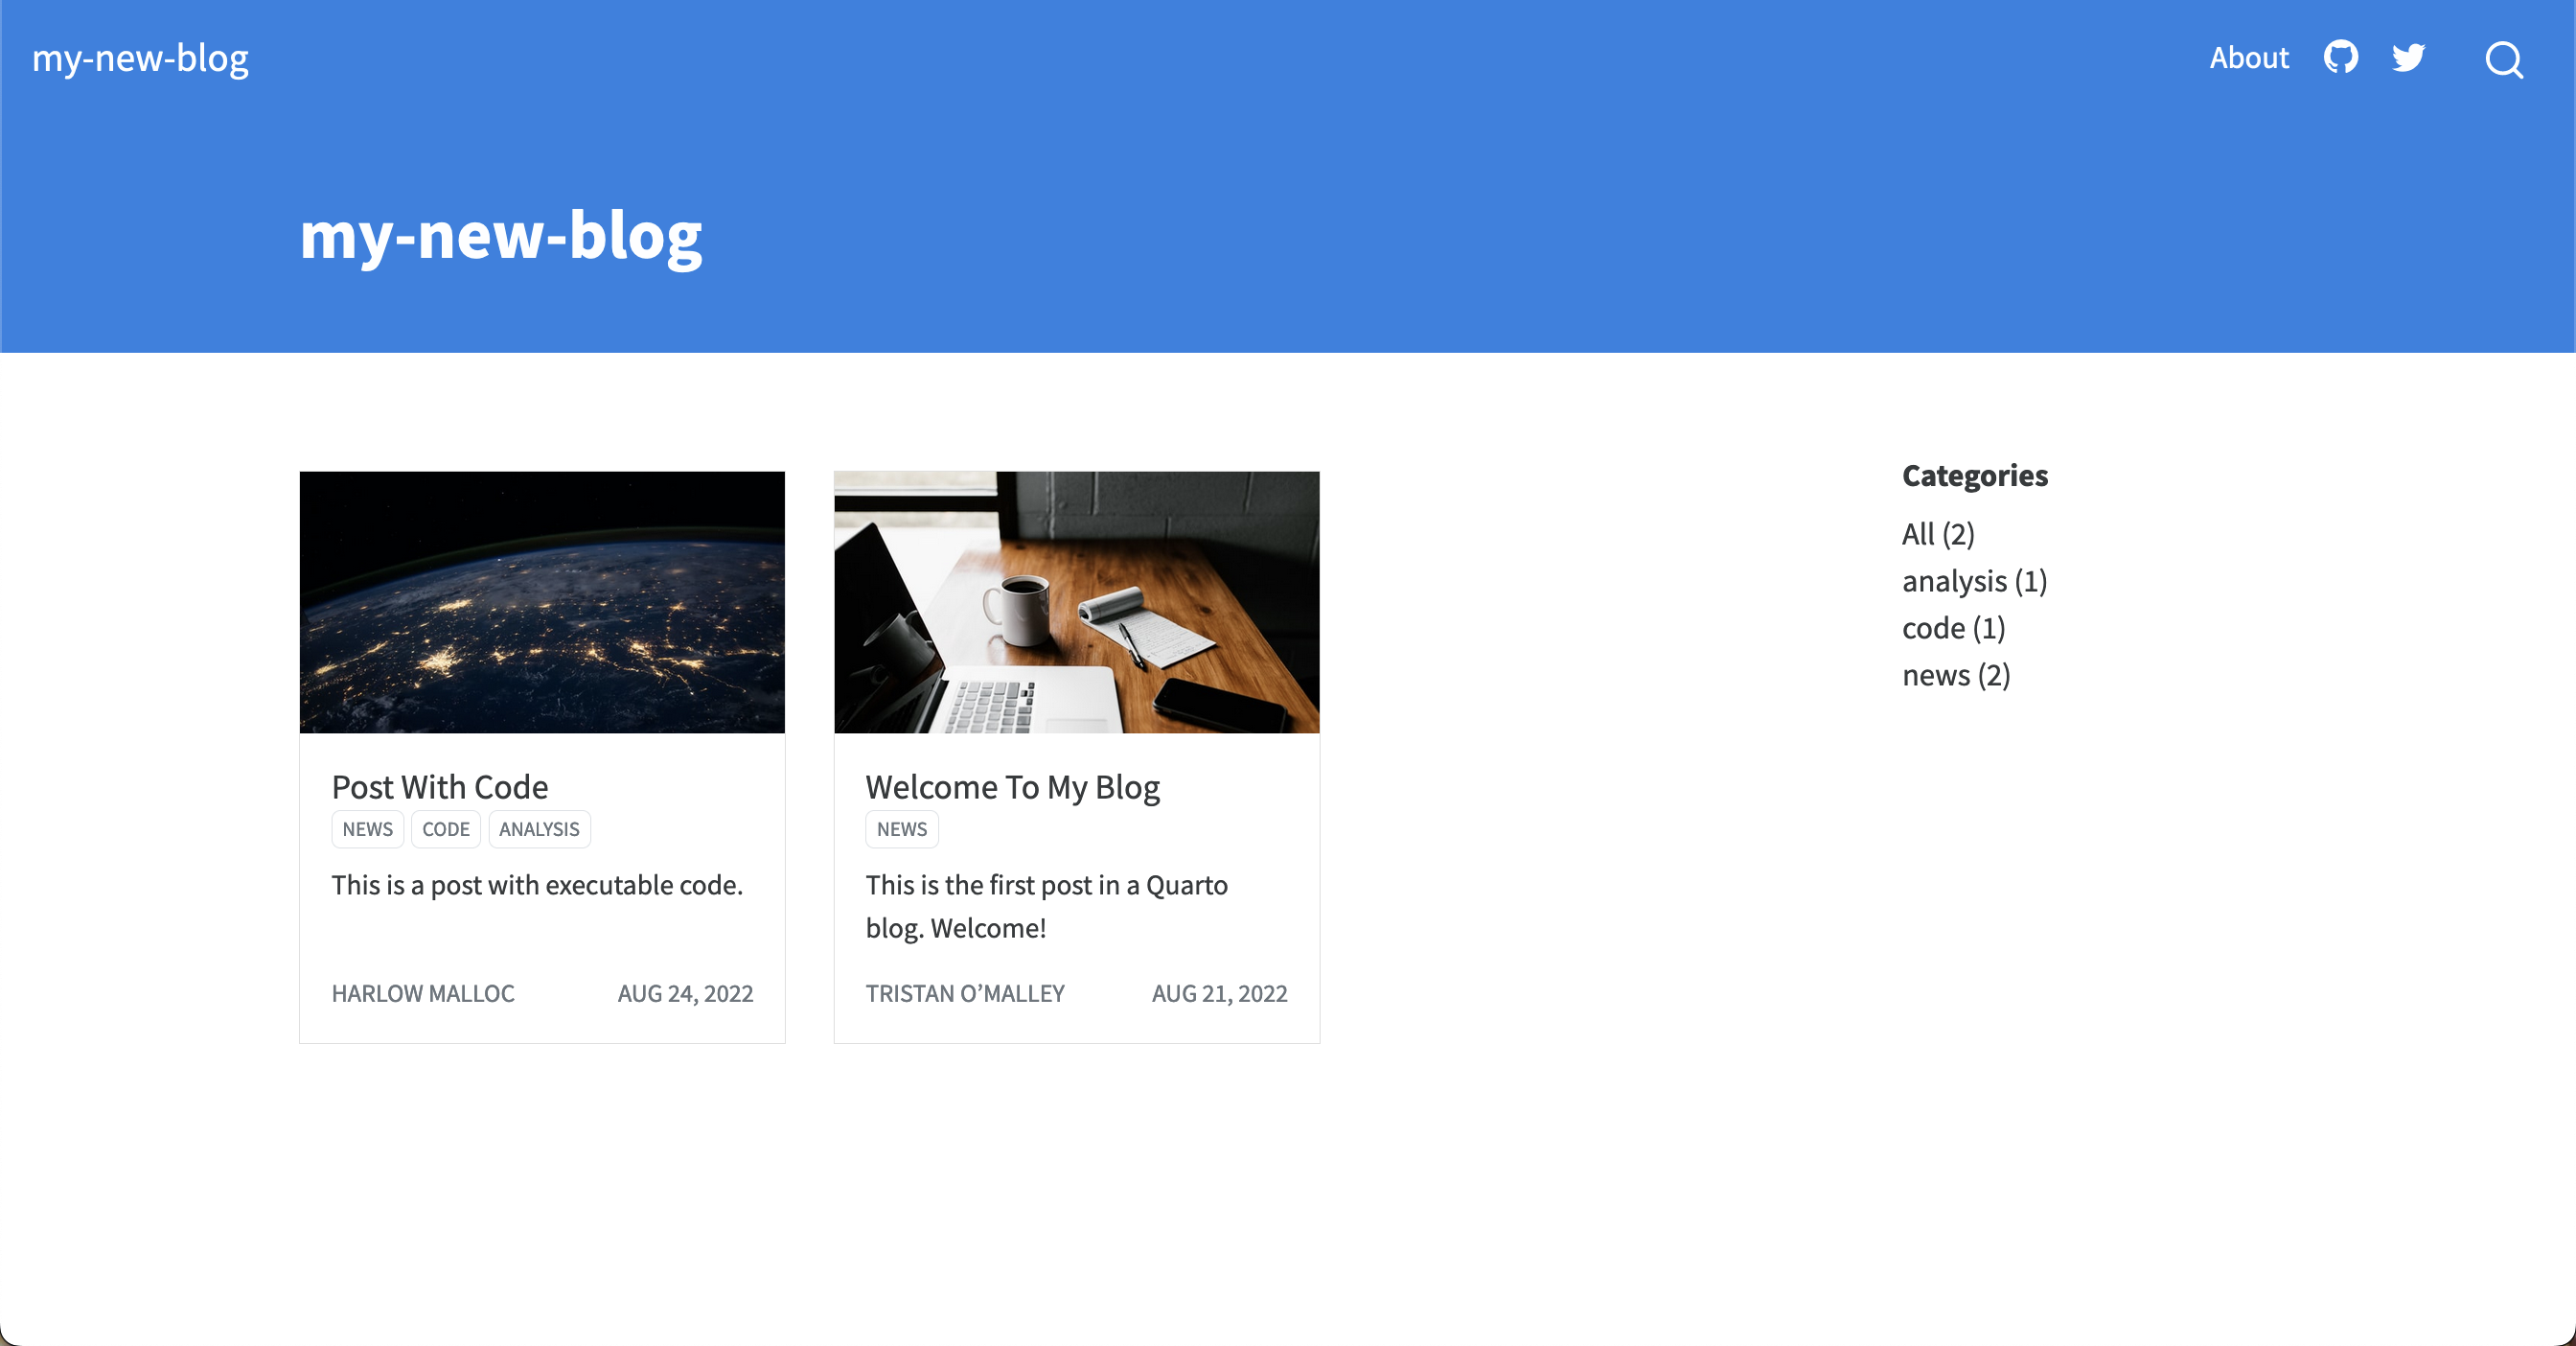 my-new-blog
About
my-new-blog
Post With Code
NEWS CODE ANALYSIS
This is a post with executable code.
HARLOW MALLOC AUG 24, 2022
Welcome To My Blog
NEWS
This is the first post in a Quarto
blog. Welcome!
TRISTAN O’MALLEY AUG 21, 2022
Categories
All (2)
analysis (1)
code (1)
news (2)